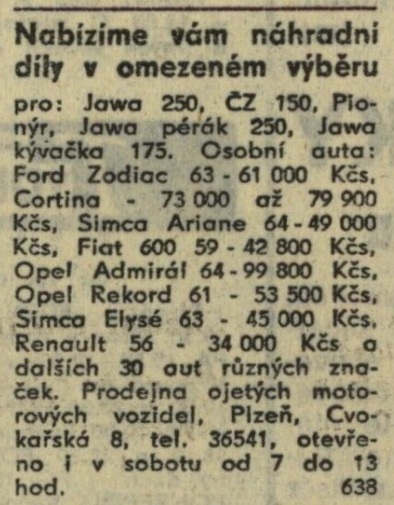 Nabízíme vám náhradní
díly v omezeném výběru
pro: Jawa 250, ČZ 150, Pio-
nýr, Jawa pérák 250, Jawa
kývačka 175. Osobní auta:
Ford Zodiac 63 - 61 000 Kčs,
Cortina - 73 000 až 79 900
Kčs, Simca Ariane 64 - 49 000
Kčs, Fiat 600 59 - 42 800 Kčs,
Opel Admirál 64 - 99 800 Kčs,
Opel Rekord 61 - 53 500 Kčs,
Simca Elysé 63 - 45 000 Kčs,
Renault 56 - 34 000 Kčs a
dalších 30 aut různých zna-
ček. Prodejna ojetých moto-
rových vozidel, Plzeň, Cvo-
kařská 8, tel. 36541, otevře-
no i v sobotu od 7 do 13
hod. 638